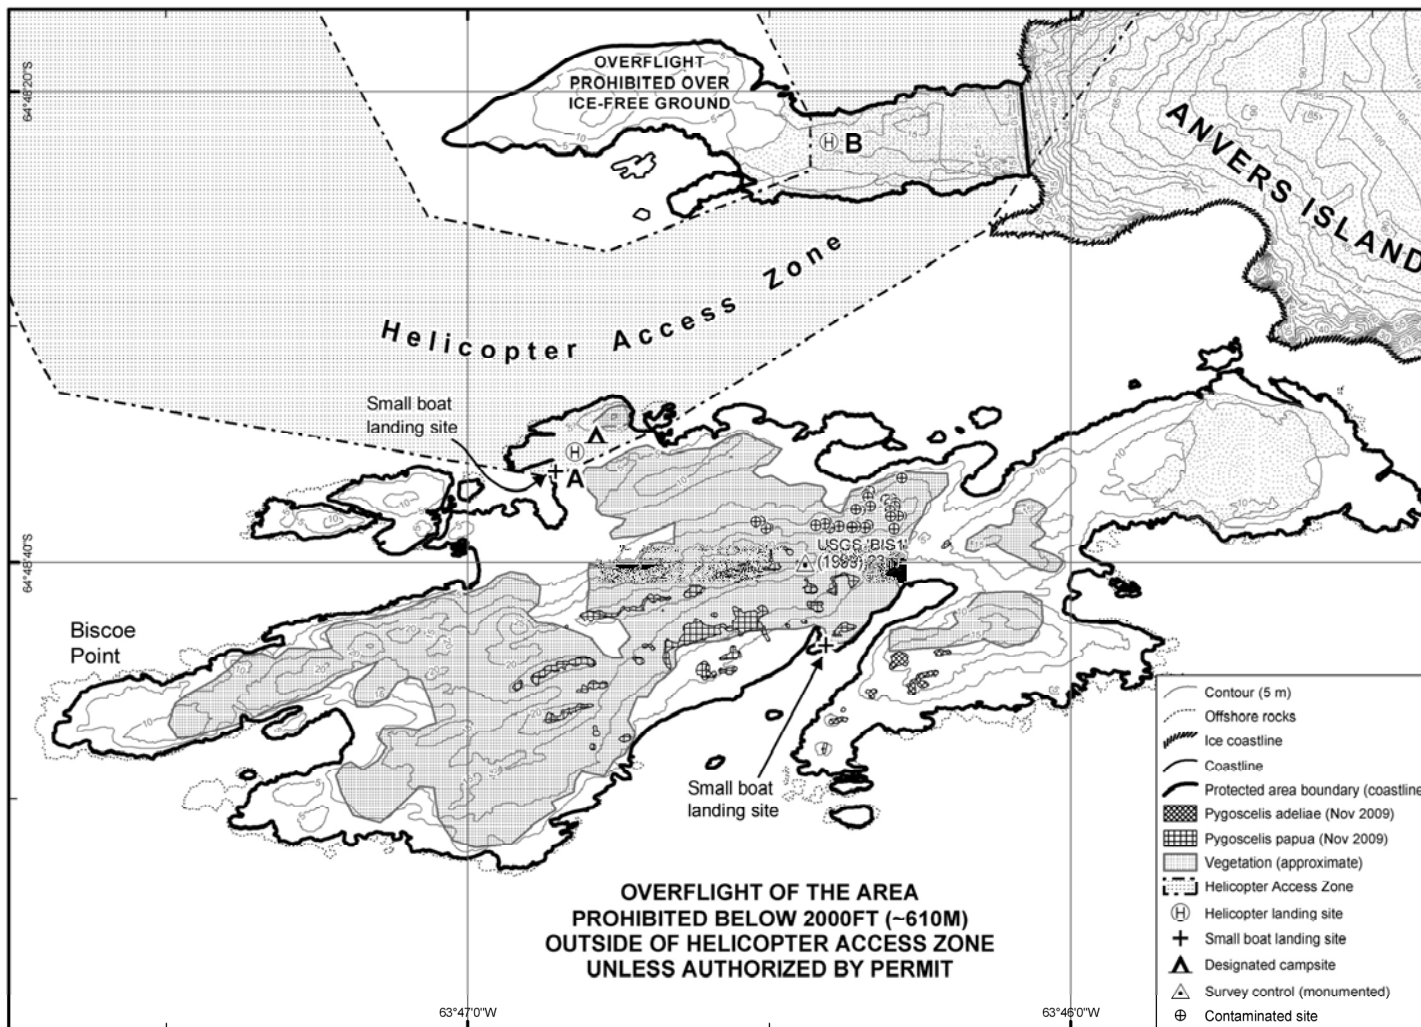 64°48'20"S
OVERFLIGHT
PROHIBITED OVER
ICE-FREE GROUND
H B
ANVERS ISLAND
Helicopter Access Zone
Small boat
landing site
H
A
USGS 'BIS1'
(1999) 23
64°48'40"S
Biscoe
Point
Small boat
landing site
OVERFLIGHT OF THE AREA
PROHIBITED BELOW 2000FT (~610M)
OUTSIDE OF HELICOPTER ACCESS ZONE
UNLESS AUTHORIZED BY PERMIT
63°47'0"W
63°46'0"W
Contour (5 m)
Offshore rocks
Ice coastline
Coastline
Protected area boundary (coastline
Pygoscelis adeliae (Nov 2009)
Pygoscelis papua (Nov 2009)
Vegetation (approximate)
Helicopter Access Zone
H Helicopter landing site
Small boat landing site
Designated campsite
Survey control (monumented)
Contaminated site